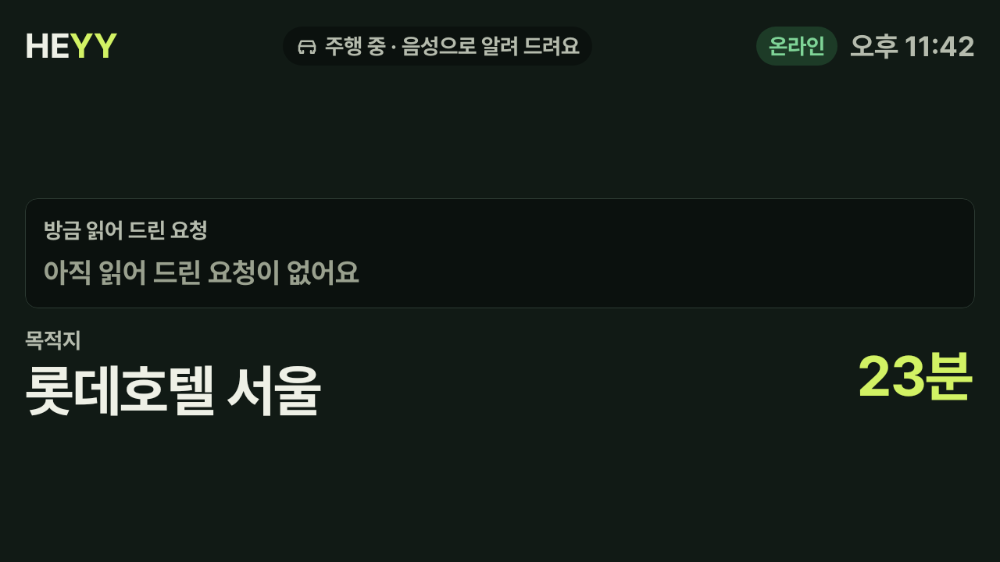 HEYY
주행 중 · 음성으로 알려 드려요
온라인
오후 11:42
방금 읽어 드린 요청
아직 읽어 드린 요청이 없어요
목적지
롯데호텔 서울
23분